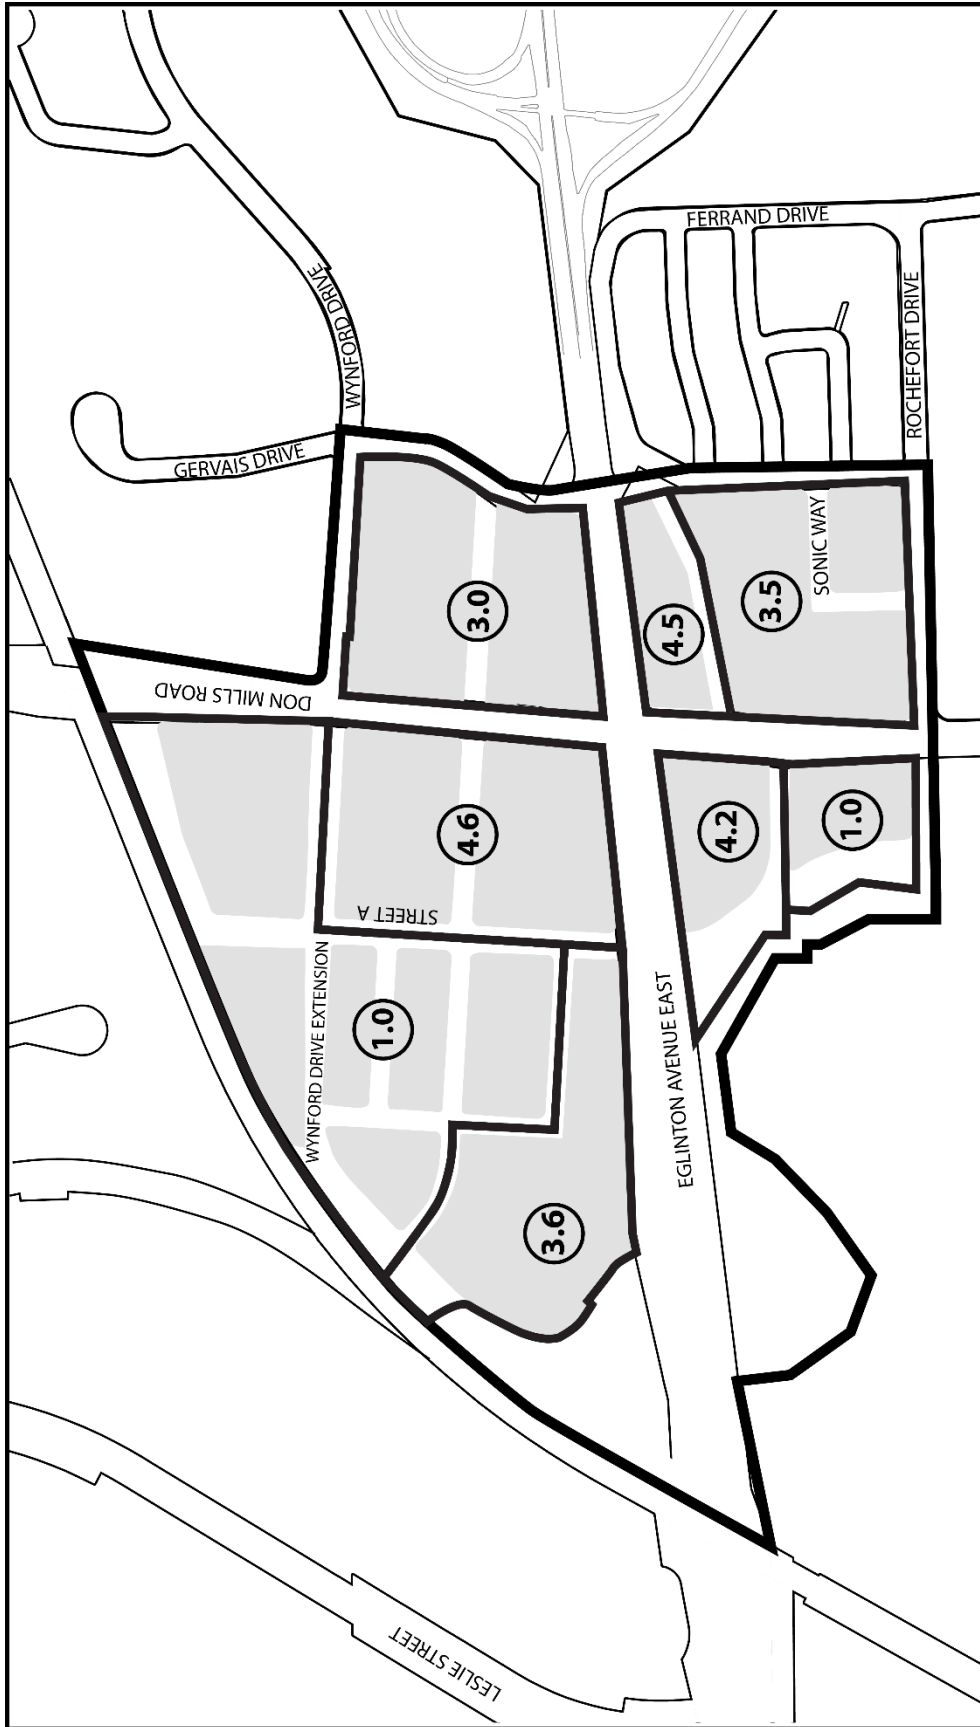 FERRAND DRIVE
WYNFORD DRIVE
ROCHEFORT DRIVE
GERVAIS DRIVE
SONIC WAY
3.0
3.5
4.5
DON MILLS ROAD
4.6
4.2
1.0
STREET A
WYNFORD DRIVE EXTENSION
1.0
EGLINTON AVENUE EAST
3.6
LESLIE STREET